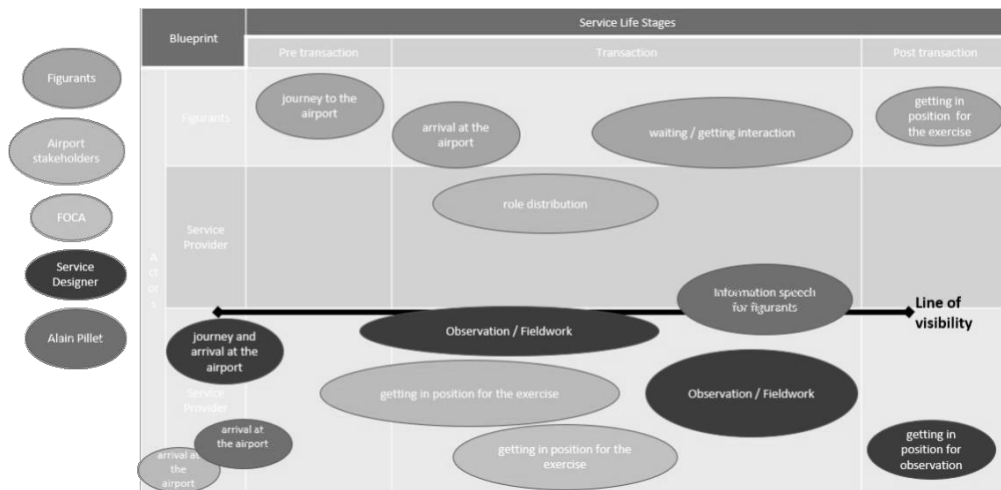 Service Life Stages
Blueprint
Pre transaction
Transaction
Post transaction
Figurants
Airport
stakeholders
FOCA
Service
Designer
Alain Pillet
Actors
Figurants
journey to the
airport
arrival at the
airport
waiting / getting interaction
getting in
position for
the exercise
Service
Provider
role distribution
Information speech
for figurants
Line of
visibility
journey and
arrival at the
airport
Observation / Fieldwork
Service
Provider
getting in position for the exercise
Observation / Fieldwork
arrival at
the airport
arrival at
the
airport
getting in position for the
exercise
getting in
position for
observation